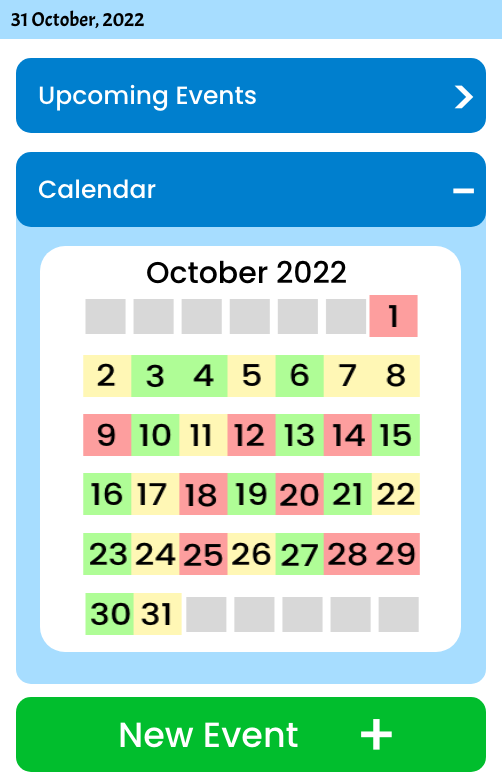 31 October, 2022
Upcoming Events
Calendar
October 2022
1
2 3 4 5 6 7 8
9 10 11 12 13 14 15
16 17 18 19 20 21 22
23 24 25 26 27 28 29
30 31
New Event +